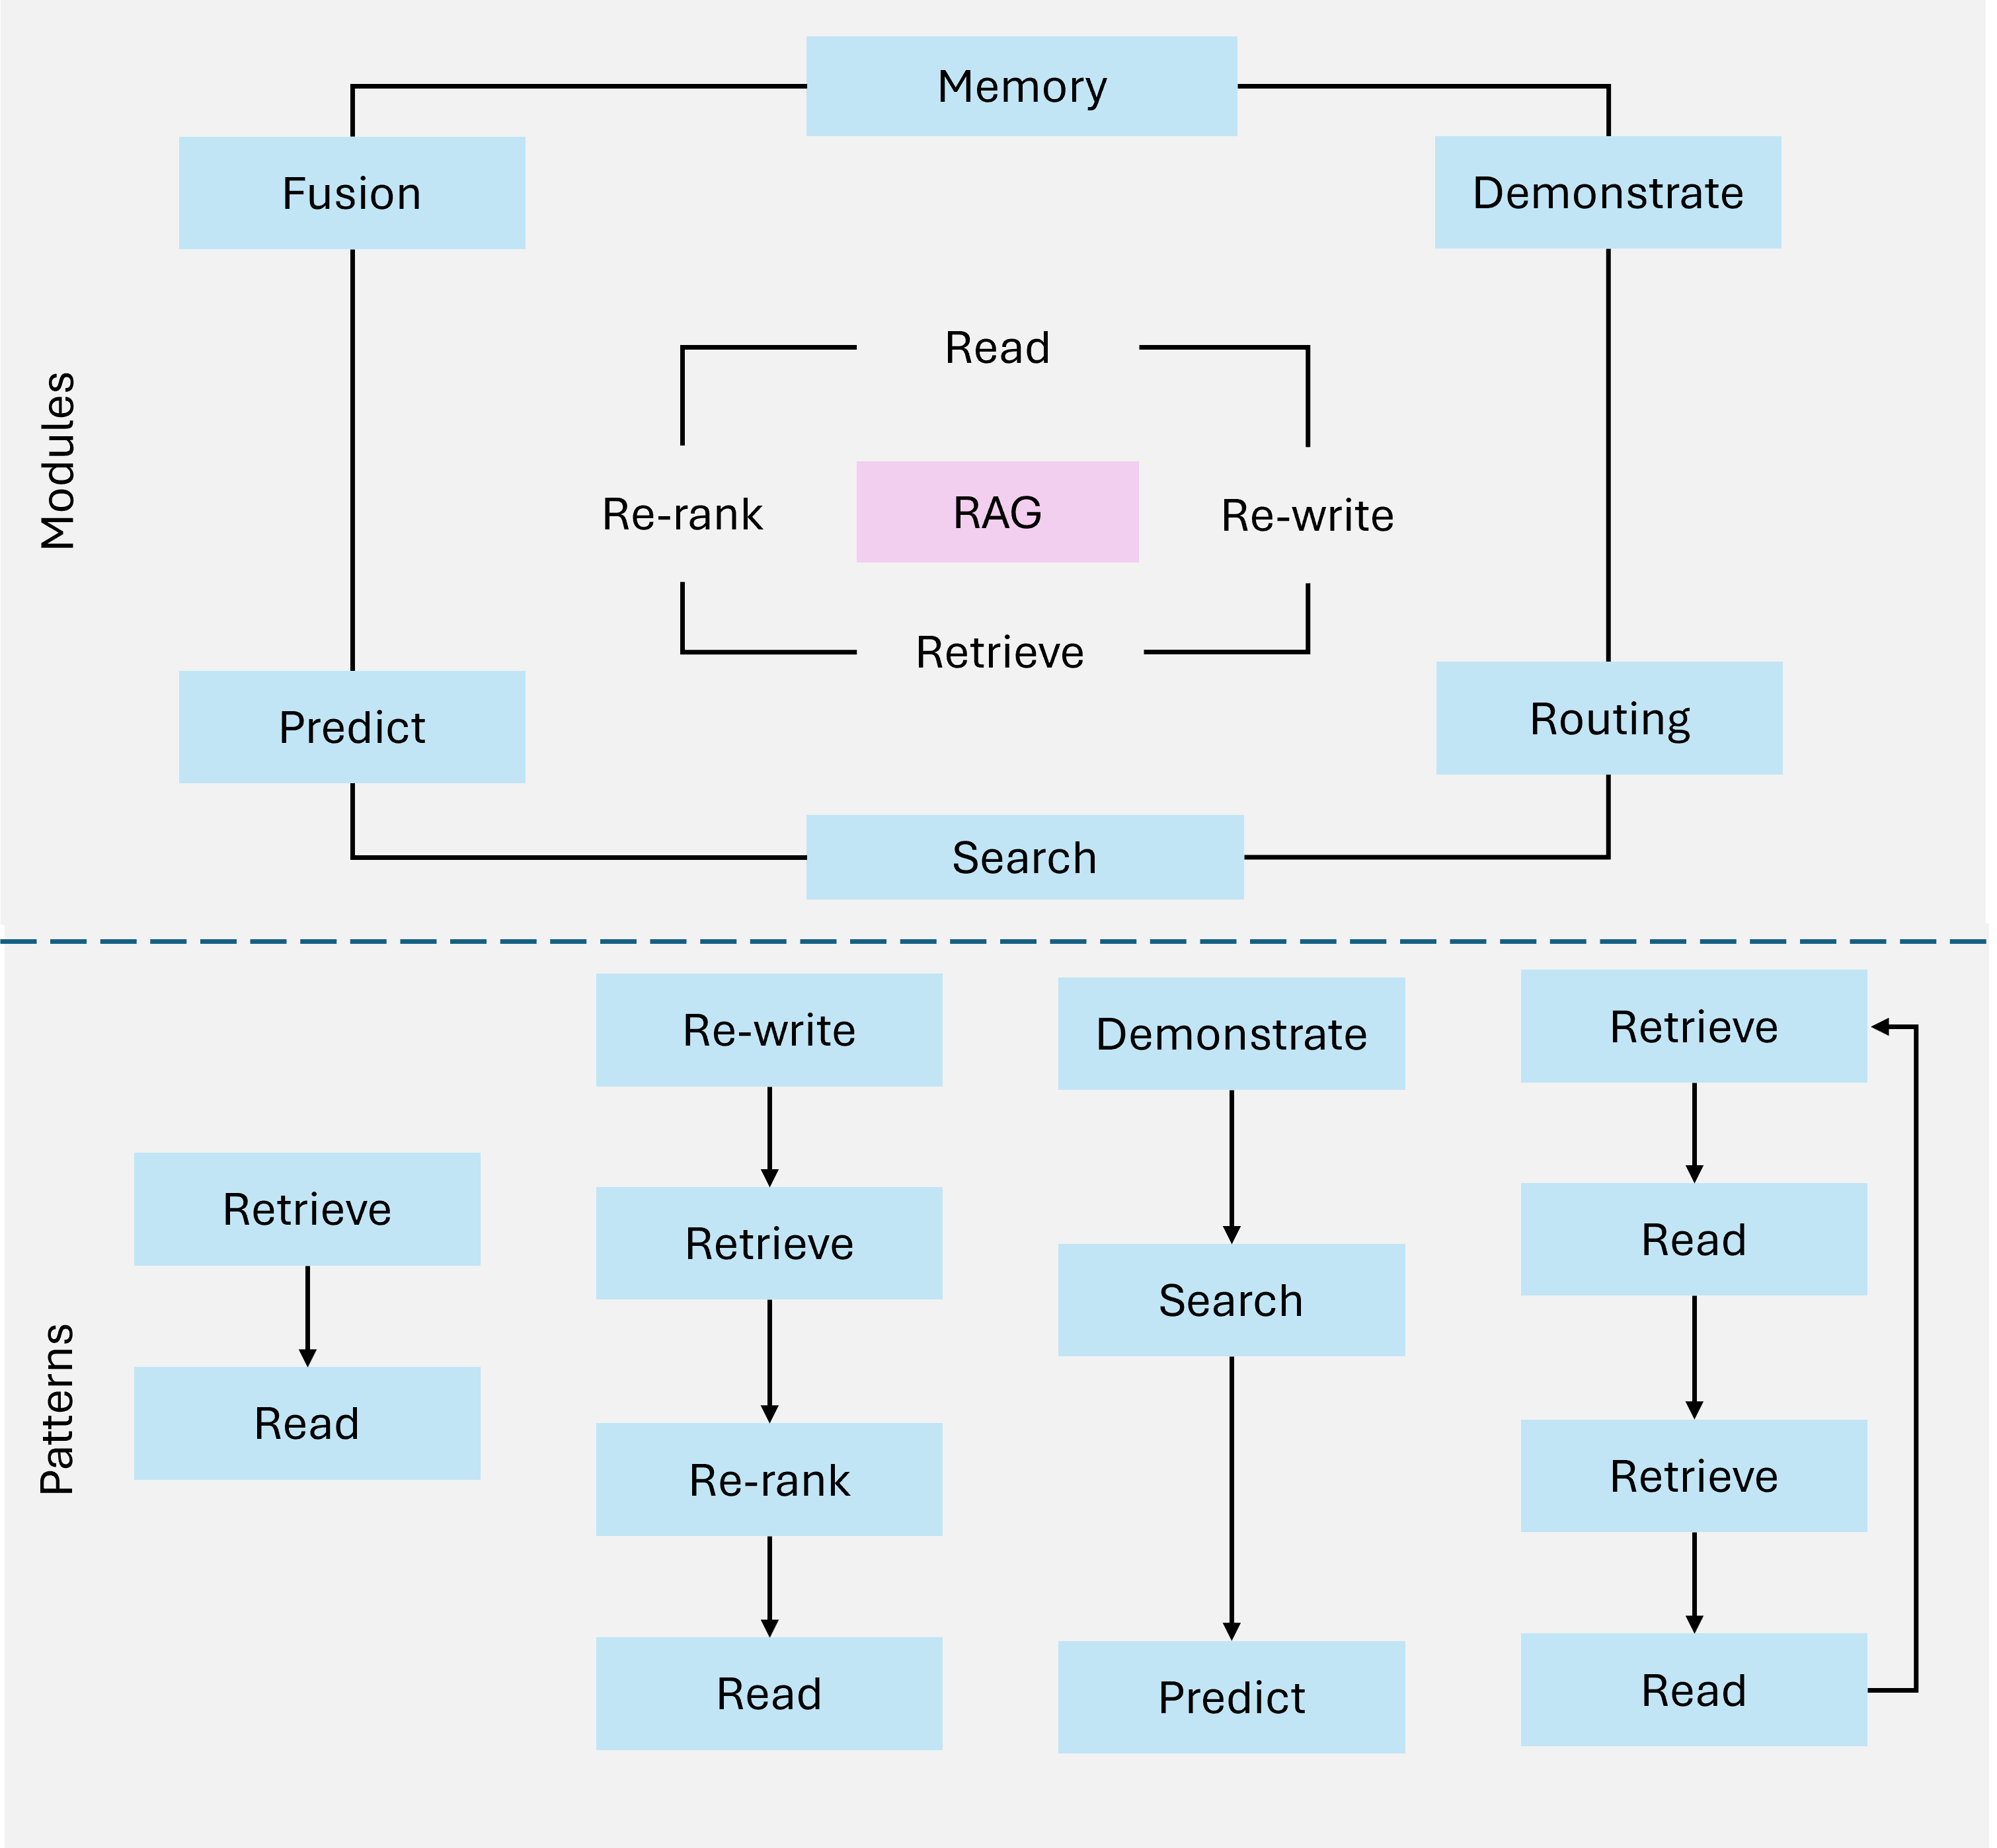 Modules
Memory
Fusion
Demonstrate
Read
Re-rank
RAG
Re-write
Retrieve
Predict
Routing
Search
Patterns
Retrieve
Read
Re-write
Retrieve
Re-rank
Read
Demonstrate
Search
Predict
Retrieve
Read
Retrieve
Read